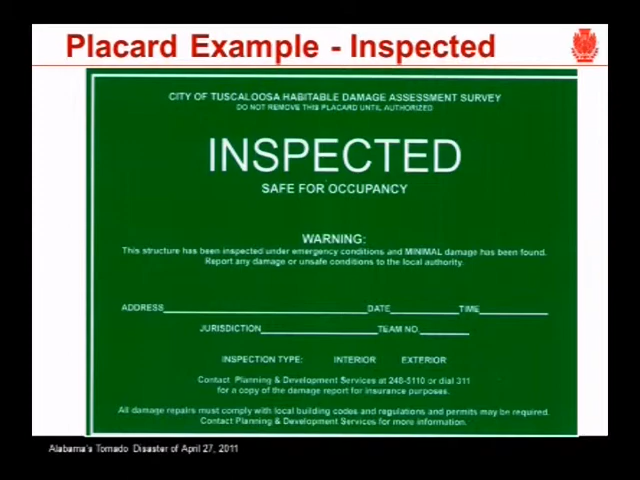 Placard Example - Inspected
CITY OF TUSCALOOSA HABITABLE DAMAGE ASSESSMENT SURVEY
DO NOT REMOVE THIS PLACARD UNTIL AUTHORIZED
INSPECTED
SAFE FOR OCCUPANCY
WARNING:
This structure has been inspected under emergency conditions and MINIMAL damage has been found.
Report any damage or unsafe conditions to the local authority.
ADDRESS DATE TIME
JURISDICTION TEAM NO.
INSPECTION TYPE: INTERIOR EXTERIOR
Contact Planning & Development Services at 248-5110 or dial 311
for a copy of the damage report for insurance purposes.
All damage repairs must comply with local building codes and regulations and permits may be required.
Contact Planning & Development Services for more information.
Alabama's Tornado Disaster of April 27, 2011